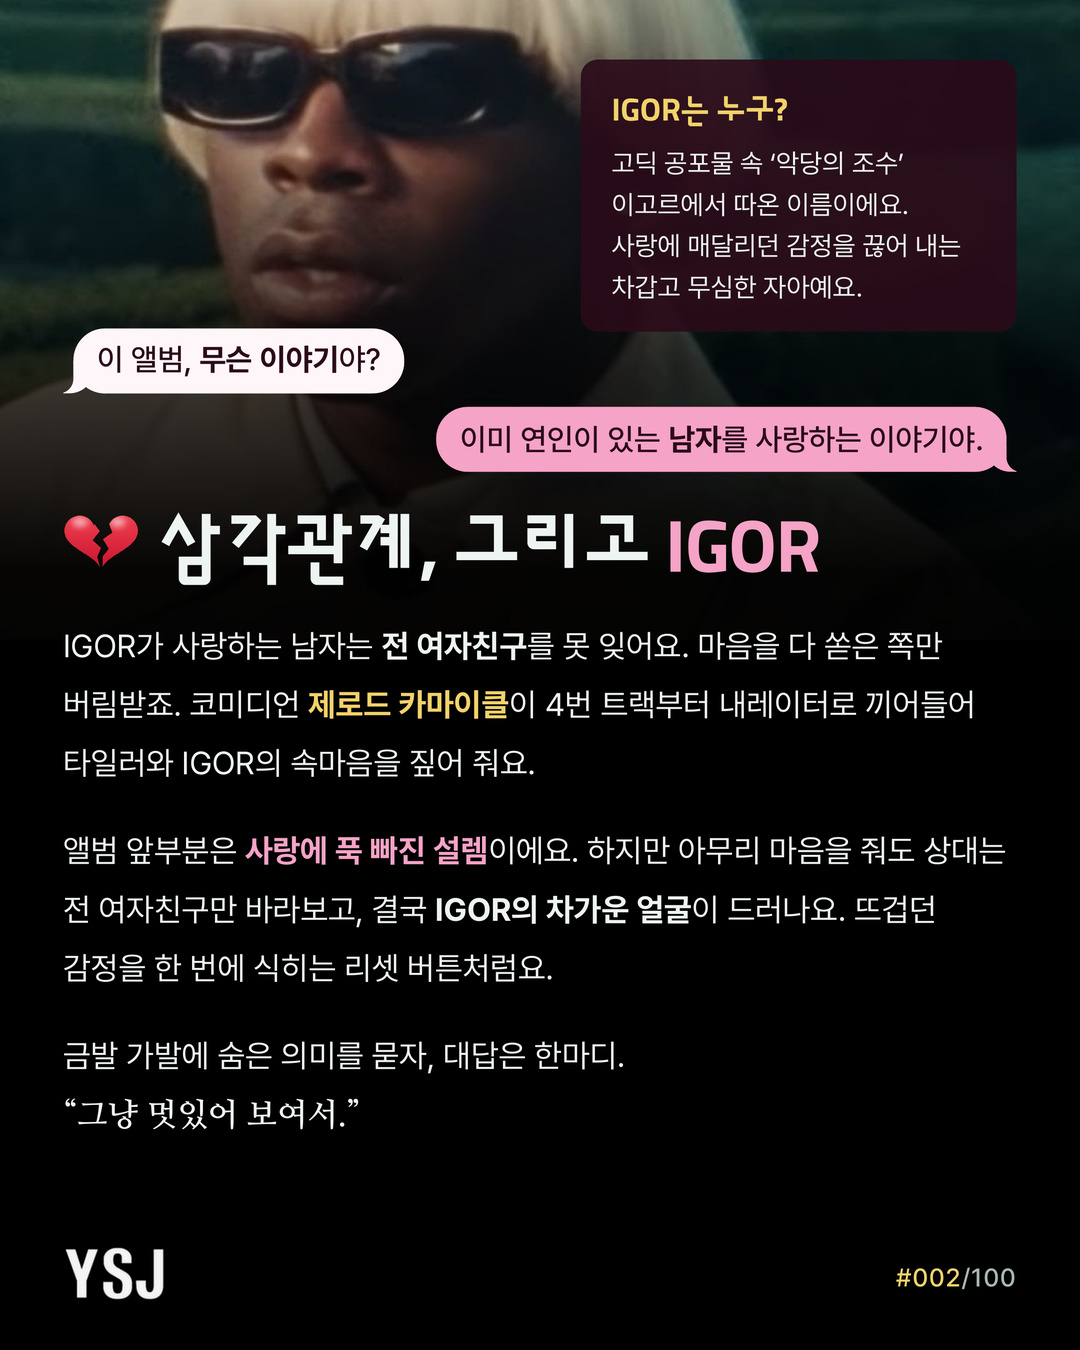 IGOR는 누구?
고딕 공포물 속 ‘악당의 조수’
이고르에서 따온 이름이에요.
사랑에 매달리던 감정을 끊어 내는
차갑고 무심한 자아예요.
이 앨범, 무슨 이야기야?
이미 연인이 있는 남자를 사랑하는 이야기야.
💔 삼각관계, 그리고 IGOR
IGOR가 사랑하는 남자는 전 여자친구를 못 잊어요. 마음을 다 쏟은 쪽만
버림받죠. 코미디언 제로드 카마이클이 4번 트랙부터 내레이터로 끼어들어
타일러와 IGOR의 속마음을 짚어 줘요.
앨범 앞부분은 사랑에 푹 빠진 설렘이에요. 하지만 아무리 마음을 줘도 상대는
전 여자친구만 바라보고, 결국 IGOR의 차가운 얼굴이 드러나요. 뜨겁던
감정을 한 번에 식히는 리셋 버튼처럼요.
금발 가발에 숨은 의미를 묻자, 대답은 한마디.
“그냥 멋있어 보여서.”
YSJ
#002/100